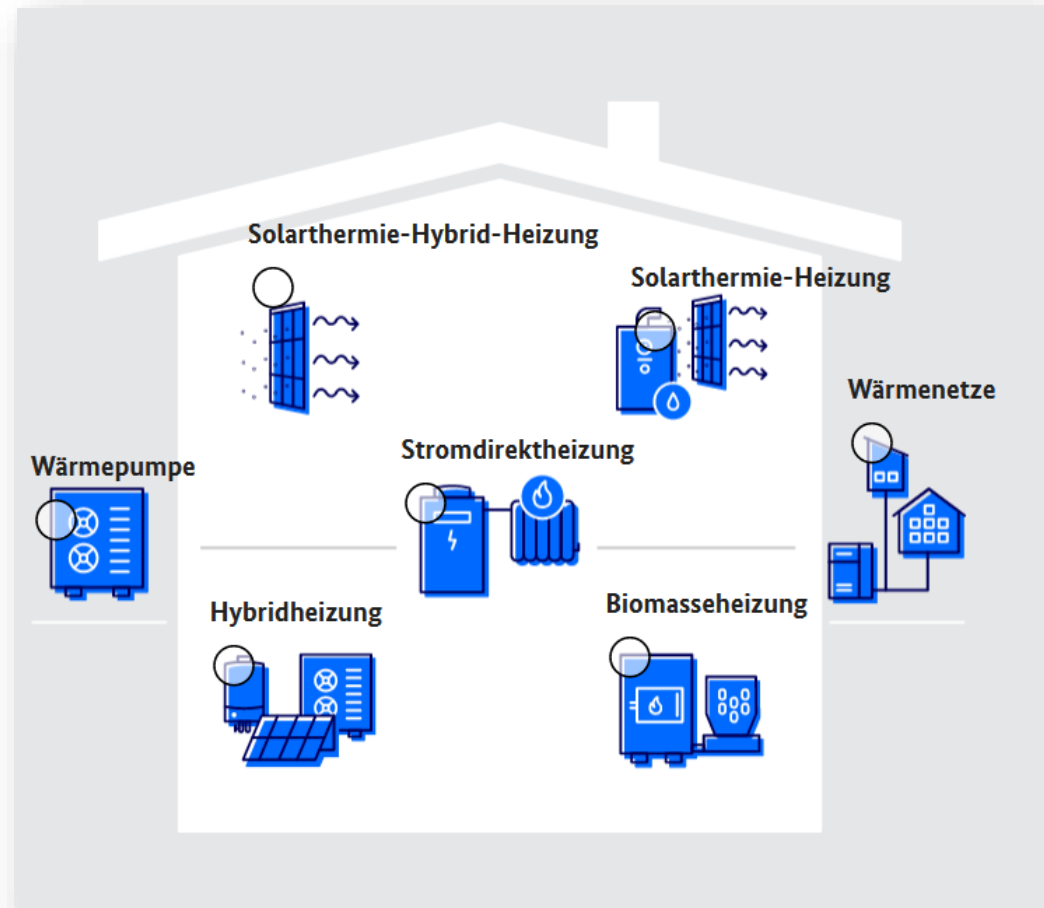 Solarthermie-Hybrid-Heizung
Solarthermie-Heizung
Wärmenetze
Stromdirektheizung
Wärmepumpe
Biomasseheizung
Hybridheizung